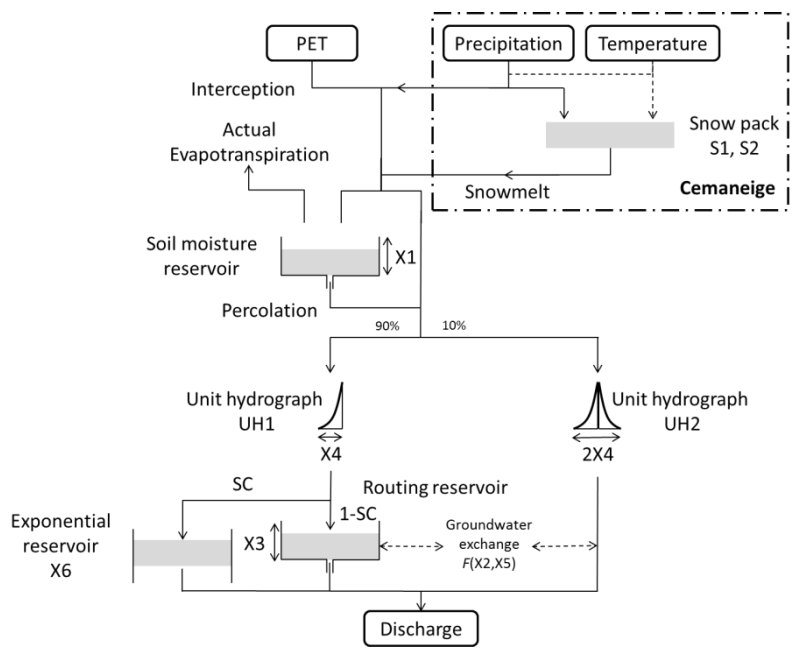 PET
Precipitation
Temperature
Interception
Snow pack
S1, S2
Actual
Evapotranspiration
Snowmelt
Cemaneige
Soil moisture
reservoir
X1
Percolation
90%
10%
Unit hydrograph
UH1
Unit hydrograph
UH2
X4
2X4
SC
Routing reservoir
1-SC
Exponential
reservoir
X6
X3
Groundwater
exchange
F(X2,X5)
Discharge